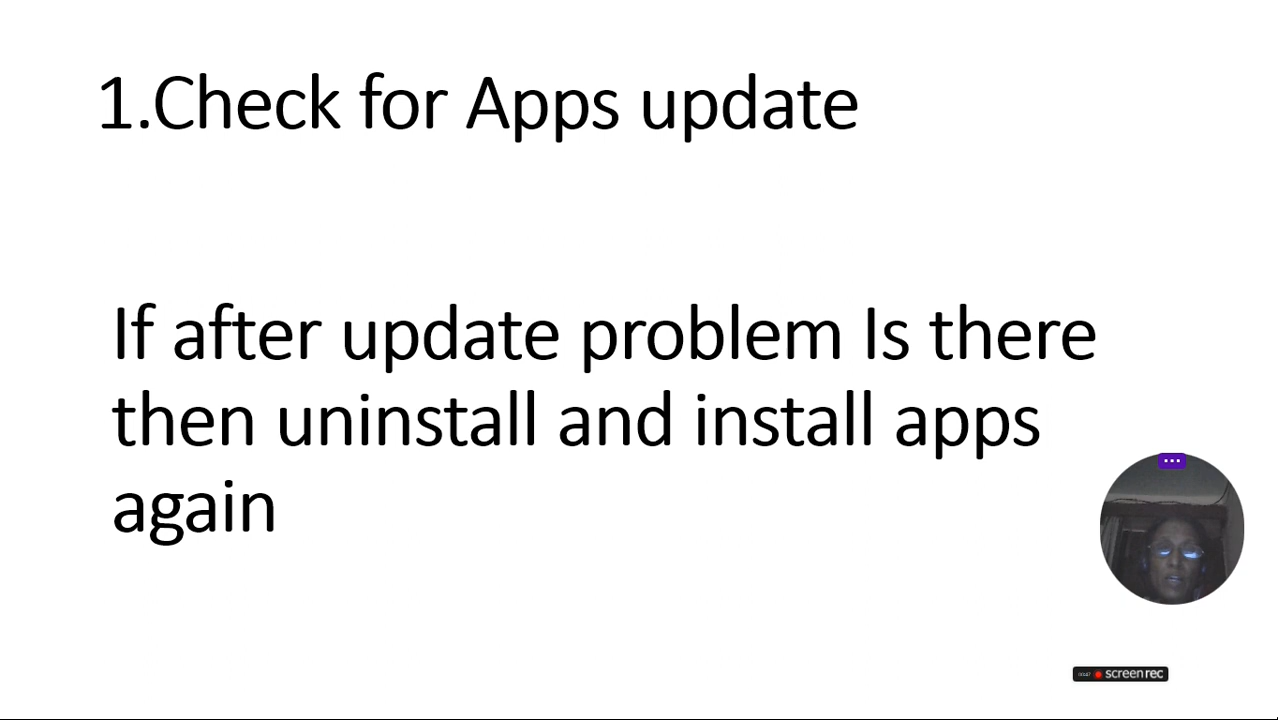 1.Check for Apps update
If after update problem Is there
then uninstall and install apps
again
screenrec